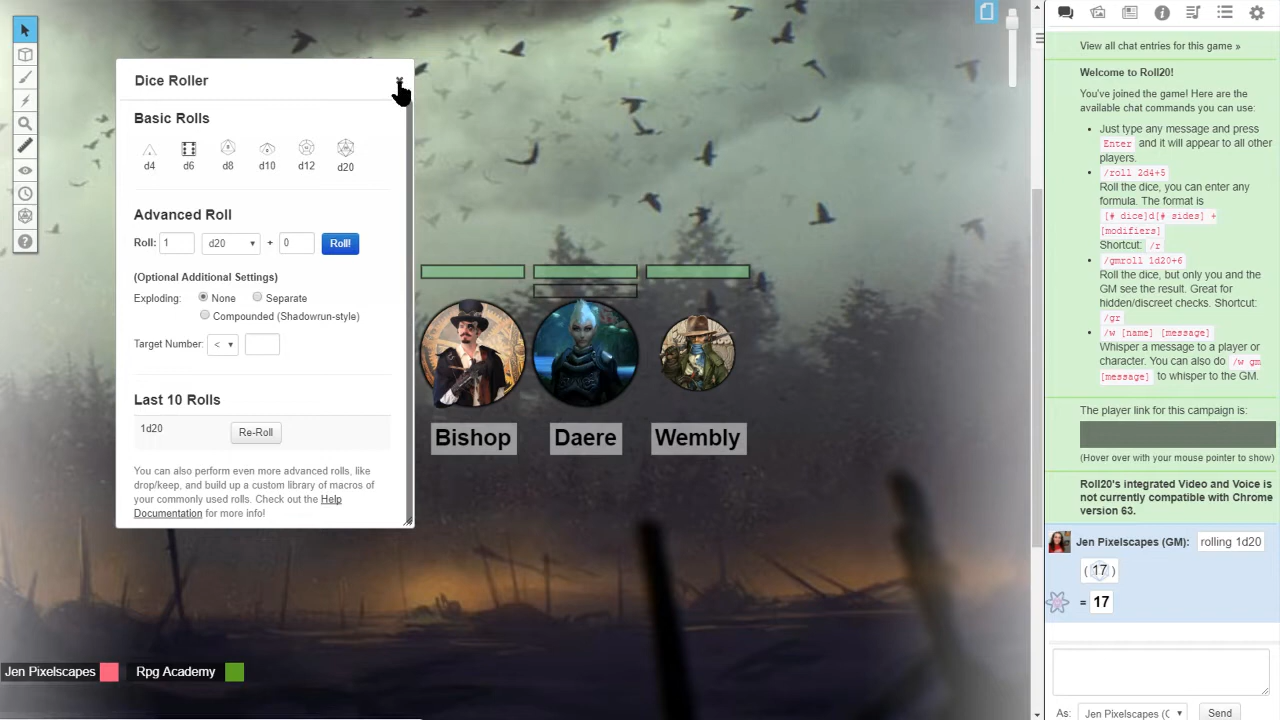 Dice Roller
×
Basic Rolls
d4 d6 d8 d10 d12 d20
Advanced Roll
Roll: 1 d20 + 0 Roll!
(Optional Additional Settings)
Exploding: None Separate
Compounded (Shadowrun-style)
Target Number: <
Last 10 Rolls
1d20 Re-Roll
You can also perform even more advanced rolls, like
drop/keep, and build up a custom library of macros of
your commonly used rolls. Check out the Help
Documentation for more info!
Bishop Daere Wembly
Jen Pixelscapes Rpg Academy
View all chat entries for this game »
Welcome to Roll20!
You've joined the game! Here are the
available chat commands you can use:
Just type any message and press
Enter and it will appear to all other
players.
/roll 2d4+5
Roll the dice, you can enter any
formula. The format is
[# dice]d[# sides] +
[modifiers]
Shortcut: /r
/gmroll 1d20+6
Roll the dice, but only you and the
GM see the result. Great for
hidden/discreet checks. Shortcut:
/gr
/w [name] [message]
Whisper a message to a player or
character. You can also do /w gm
[message] to whisper to the GM.
The player link for this campaign is:
(Hover over with your mouse pointer to show)
Roll20's integrated Video and Voice is
not currently compatible with Chrome
version 63.
Jen Pixelscapes (GM): rolling 1d20
(17)
= 17
As: Jen Pixelscapes (G Send